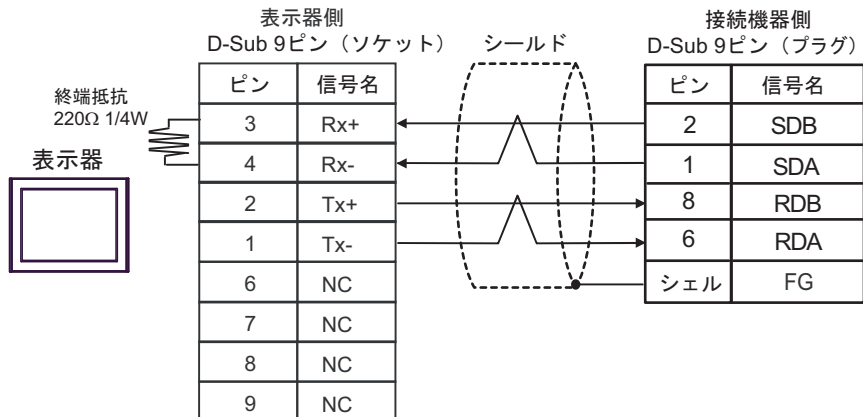 表示器側
D-Sub 9ピン（ソケット）
シールド
接続機器側
D-Sub 9ピン（プラグ）
終端抵抗
220Ω 1/4W
表示器
ピン 信号名
3 Rx+
4 Rx-
2 Tx+
1 Tx-
6 NC
7 NC
8 NC
9 NC
ピン 信号名
2 SDB
1 SDA
8 RDB
6 RDA
シェル FG